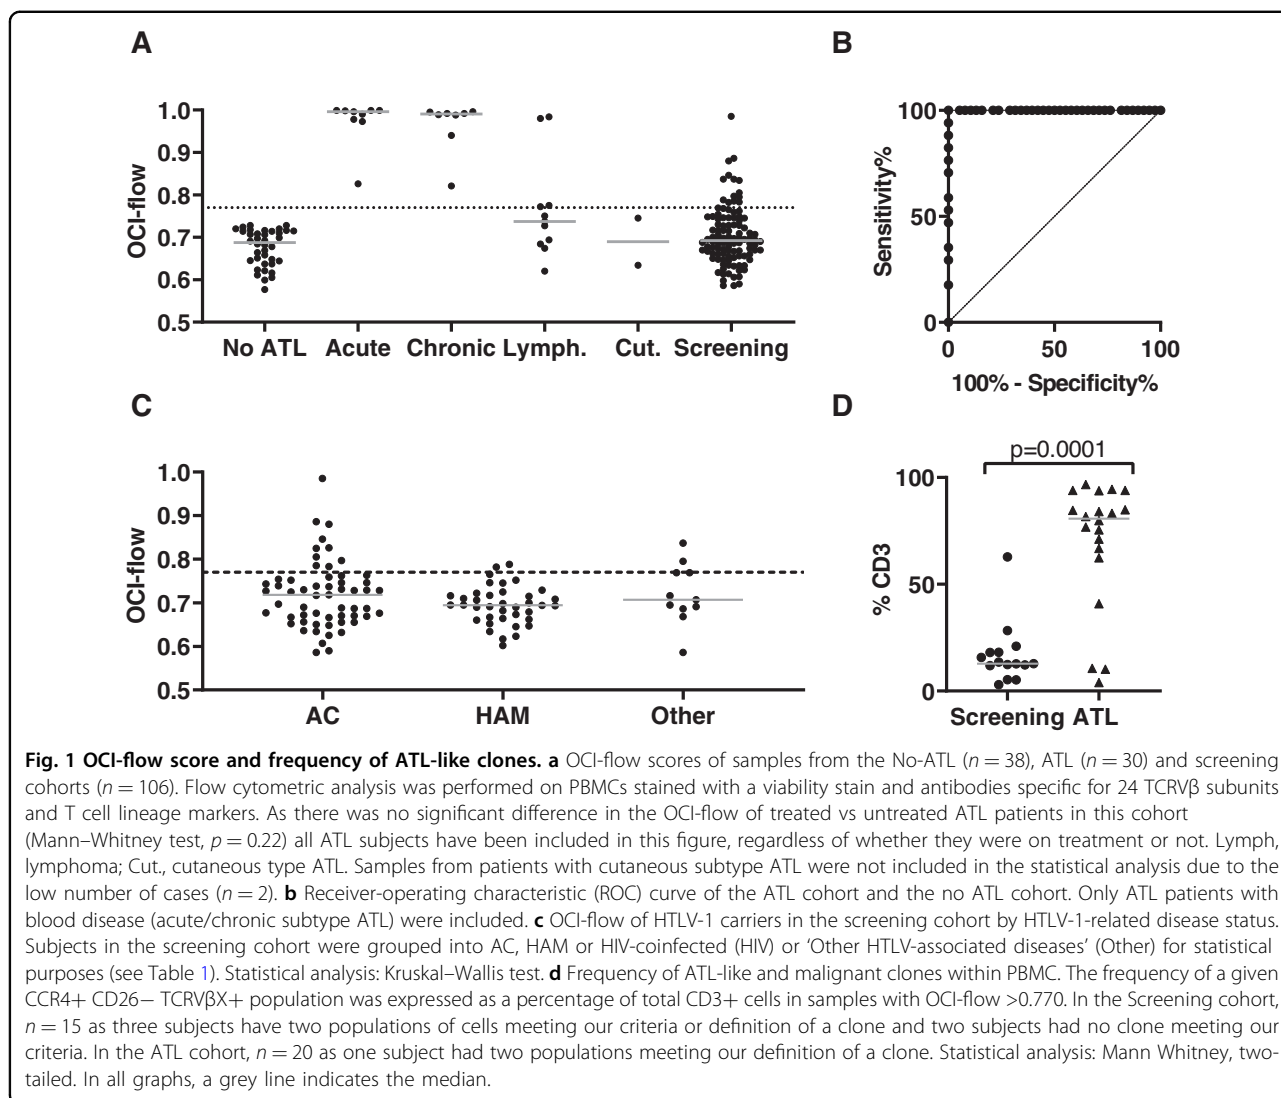 A
B
1.0
0.9
0.8
0.7
0.6
0.5
OCI-flow
No ATL Acute Chronic Lymph. Cut. Screening
100
50
0
Sensitivity%
0 50 100
100% - Specificity%
C
D
1.0
0.9
0.8
0.7
0.6
0.5
OCI-flow
AC HAM Other
p=0.0001
100
50
0
% CD3
Screening ATL
Fig. 1 OCI-flow score and frequency of ATL-like clones. a OCI-flow scores of samples from the No-ATL (n = 38), ATL (n = 30) and screening
cohorts (n = 106). Flow cytometric analysis was performed on PBMCs stained with a viability stain and antibodies specific for 24 TCRVβ subunits
and T cell lineage markers. As there was no significant difference in the OCI-flow of treated vs untreated ATL patients in this cohort
(Mann–Whitney test, p = 0.22) all ATL subjects have been included in this figure, regardless of whether they were on treatment or not. Lymph,
lymphoma; Cut., cutaneous type ATL. Samples from patients with cutaneous subtype ATL were not included in the statistical analysis due to the
low number of cases (n = 2). b Receiver-operating characteristic (ROC) curve of the ATL cohort and the no ATL cohort. Only ATL patients with
blood disease (acute/chronic subtype ATL) were included. c OCI-flow of HTLV-1 carriers in the screening cohort by HTLV-1-related disease status.
Subjects in the screening cohort were grouped into AC, HAM or HIV-coinfected (HIV) or ‘Other HTLV-associated diseases’ (Other) for statistical
purposes (see Table 1). Statistical analysis: Kruskal–Wallis test. d Frequency of ATL-like and malignant clones within PBMC. The frequency of a given
CCR4+ CD26− TCRVβX+ population was expressed as a percentage of total CD3+ cells in samples with OCI-flow >0.770. In the Screening cohort,
n = 15 as three subjects have two populations of cells meeting our criteria or definition of a clone and two subjects had no clone meeting our
criteria. In the ATL cohort, n = 20 as one subject had two populations meeting our definition of a clone. Statistical analysis: Mann Whitney, two-
tailed. In all graphs, a grey line indicates the median.